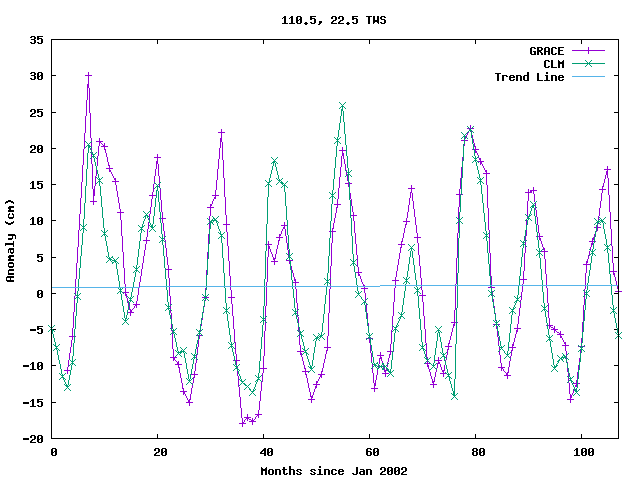 110.5, 22.5 TWS
GRACE
CLM
Trend Line
35
30
25
20
15
10
5
0
-5
-10
-15
-20
Anomaly (cm)
0 20 40 60 80 100
Months since Jan 2002